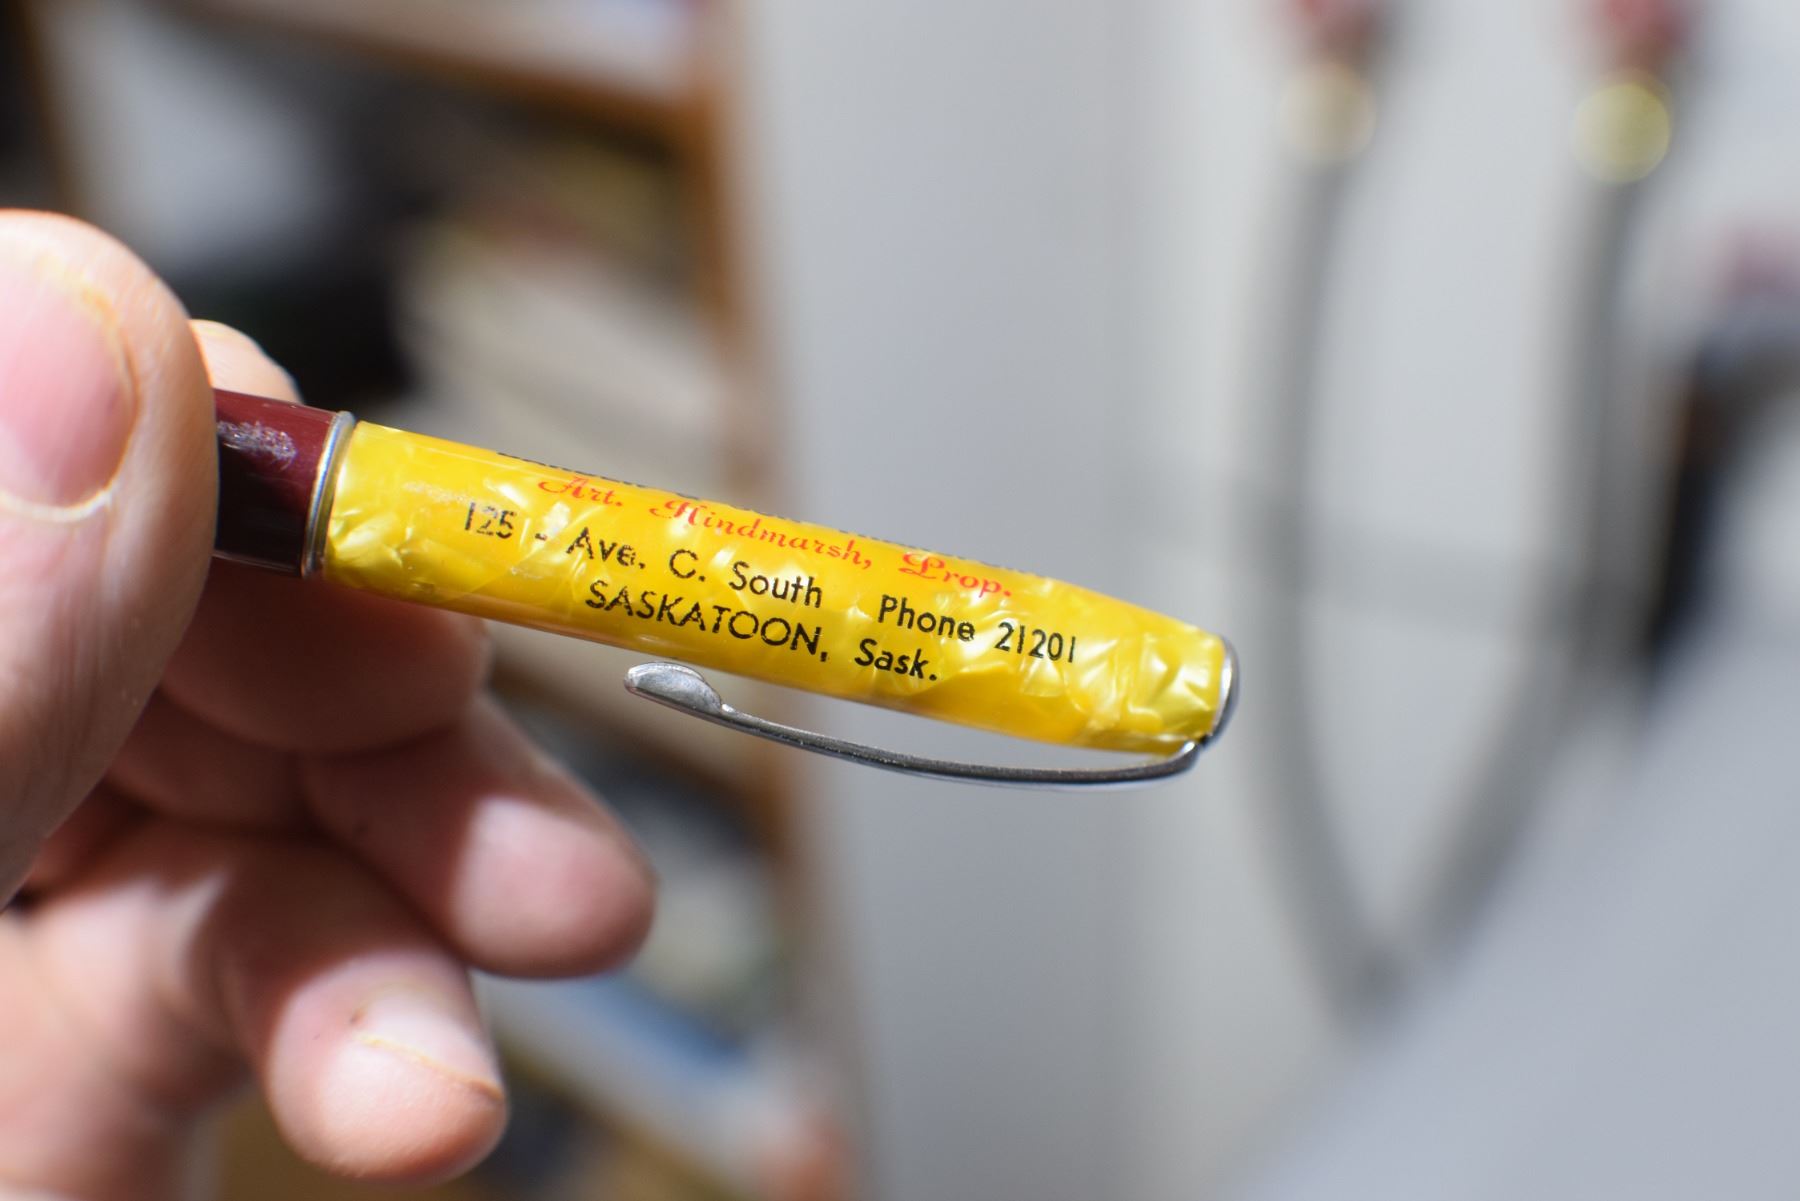 Art. Hindmarsh, Prop.
125 - Ave. C. South Phone 21201
SASKATOON, Sask.